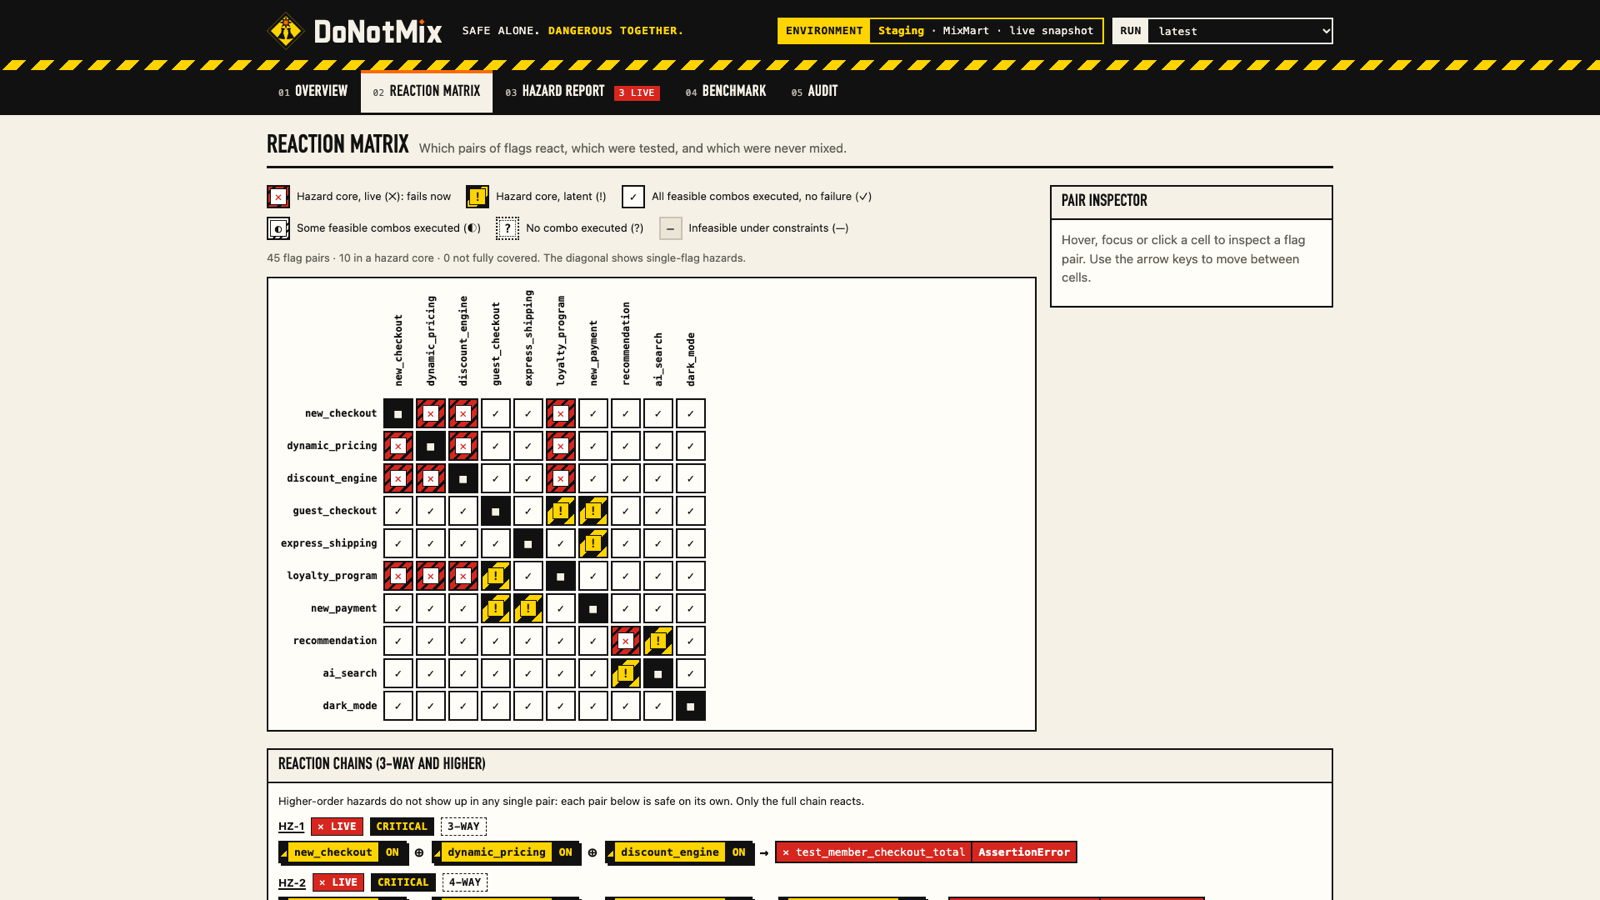 DoNotMix SAFE ALONE. DANGEROUS TOGETHER. ENVIRONMENT Staging · MixMart · live snapshot RUN latest
01 OVERVIEW 02 REACTION MATRIX 03 HAZARD REPORT 3 LIVE 04 BENCHMARK 05 AUDIT
REACTION MATRIX Which pairs of flags react, which were tested, and which were never mixed.
× Hazard core, live (✕): fails now ! Hazard core, latent (!) ✓ All feasible combos executed, no failure (✓)
◐ Some feasible combos executed (◐) ? No combo executed (?) — Infeasible under constraints (—)
45 flag pairs · 10 in a hazard core · 0 not fully covered. The diagonal shows single-flag hazards.
PAIR INSPECTOR
Hover, focus or click a cell to inspect a flag
pair. Use the arrow keys to move between
cells.
new_checkout dynamic_pricing discount_engine guest_checkout express_shipping loyalty_program new_payment recommendation ai_search dark_mode
new_checkout ■ × × ✓ ✓ × ✓ ✓ ✓ ✓
dynamic_pricing × ■ × ✓ ✓ × ✓ ✓ ✓ ✓
discount_engine × × ■ ✓ ✓ × ✓ ✓ ✓ ✓
guest_checkout ✓ ✓ ✓ ■ ✓ ! ! ✓ ✓ ✓
express_shipping ✓ ✓ ✓ ✓ ■ ✓ ! ✓ ✓ ✓
loyalty_program × × × ! ✓ ■ ✓ ✓ ✓ ✓
new_payment ✓ ✓ ✓ ! ! ✓ ■ ✓ ✓ ✓
recommendation ✓ ✓ ✓ ✓ ✓ ✓ ✓ × ! ✓
ai_search ✓ ✓ ✓ ✓ ✓ ✓ ✓ ! ■ ✓
dark_mode ✓ ✓ ✓ ✓ ✓ ✓ ✓ ✓ ✓ ■
REACTION CHAINS (3-WAY AND HIGHER)
Higher-order hazards do not show up in any single pair: each pair below is safe on its own. Only the full chain reacts.
HZ-1 × LIVE CRITICAL 3-WAY
new_checkout ON ⊕ dynamic_pricing ON ⊕ discount_engine ON → × test_member_checkout_total AssertionError
HZ-2 × LIVE CRITICAL 4-WAY